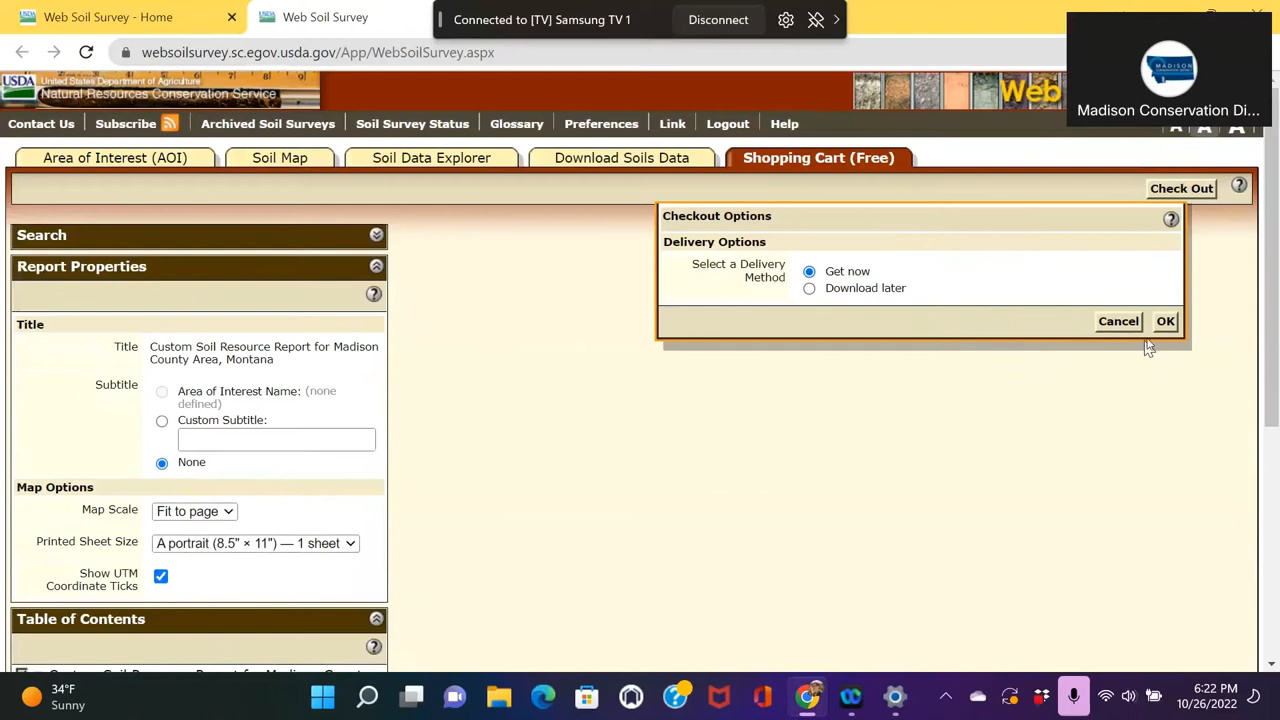 Web Soil Survey - Home
Web Soil Survey
Connected to [TV] Samsung TV 1
Disconnect
websoilsurvey.sc.egov.usda.gov/App/WebSoilSurvey.aspx
MADISON
Madison Conservation Di...
USDA
United States Department of Agriculture
Natural Resources Conservation Service
Web
Contact Us
Subscribe
Archived Soil Surveys
Soil Survey Status
Glossary
Preferences
Link
Logout
Help
A A A
Area of Interest (AOI)
Soil Map
Soil Data Explorer
Download Soils Data
Shopping Cart (Free)
Check Out
?
Checkout Options
?
Delivery Options
Select a Delivery Method
Get now
Download later
Cancel
OK
Search
Report Properties
?
Title
Title
Custom Soil Resource Report for Madison
County Area, Montana
Subtitle
Area of Interest Name: (none
defined)
Custom Subtitle:
None
Map Options
Map Scale
Fit to page
Printed Sheet Size
A portrait (8.5" × 11") — 1 sheet
Show UTM
Coordinate Ticks
Table of Contents
?
34°F
Sunny
6:22 PM
10/26/2022